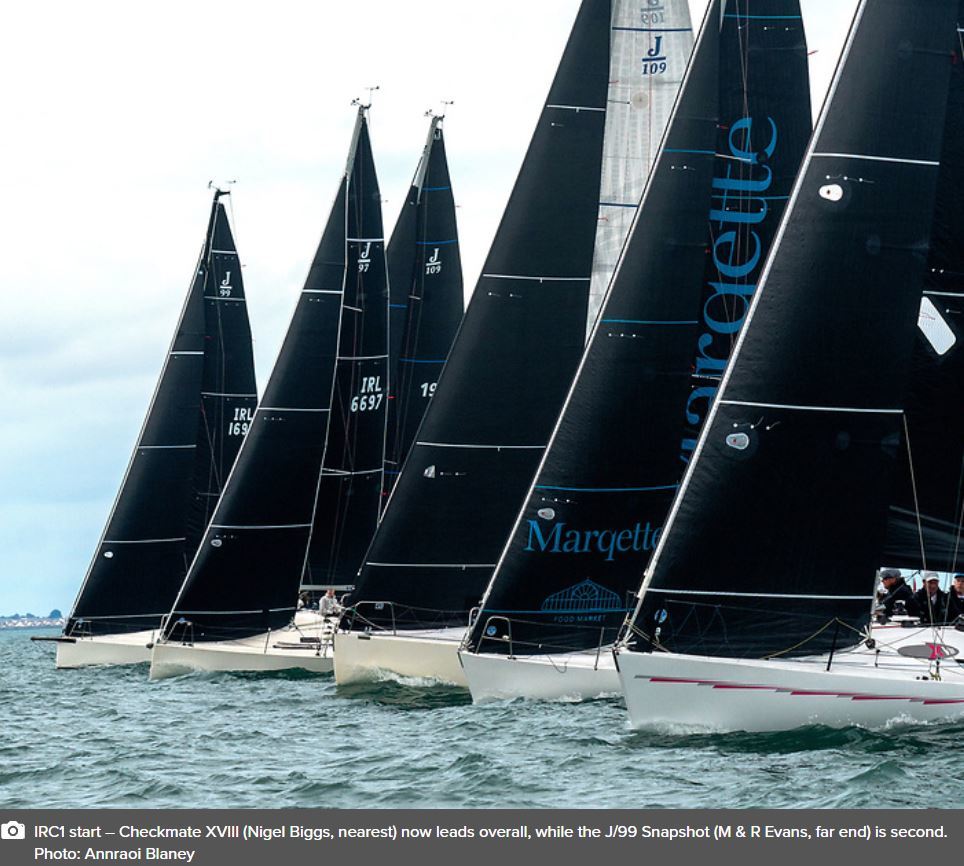 J
109
J
99
J
97
J
109
IRL
169
IRL
6697
19
Marqette
FOOD MARKET
arqette
IRC1 start – Checkmate XVIII (Nigel Biggs, nearest) now leads overall, while the J/99 Snapshot (M & R Evans, far end) is second.
Photo: Annraoi Blaney